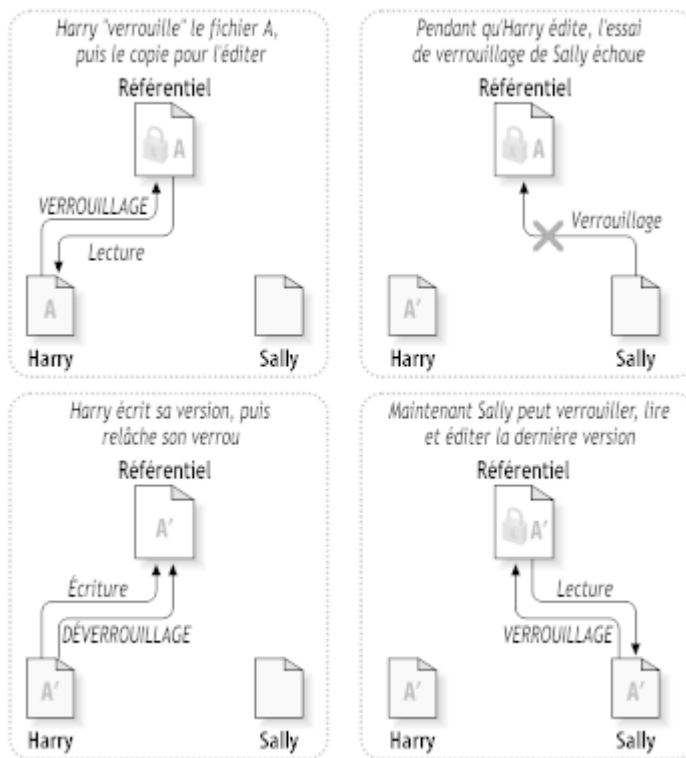 Harry "verrouille" le fichier A,
puis le copie pour l'éditer
Référentiel
A
VERROUILLAGE
Lecture
A
Harry
Sally
Pendant qu'Harry édite, l'essai
de verrouillage de Sally échoue
Référentiel
A
Verrouillage
A′
Harry
Sally
Harry écrit sa version, puis
relâche son verrou
Référentiel
A′
Écriture
DÉVERROUILLAGE
A′
Harry
Sally
Maintenant Sally peut verrouiller, lire
et éditer la dernière version
Référentiel
A′
Lecture
VERROUILLAGE
A′
A′
Harry
Sally